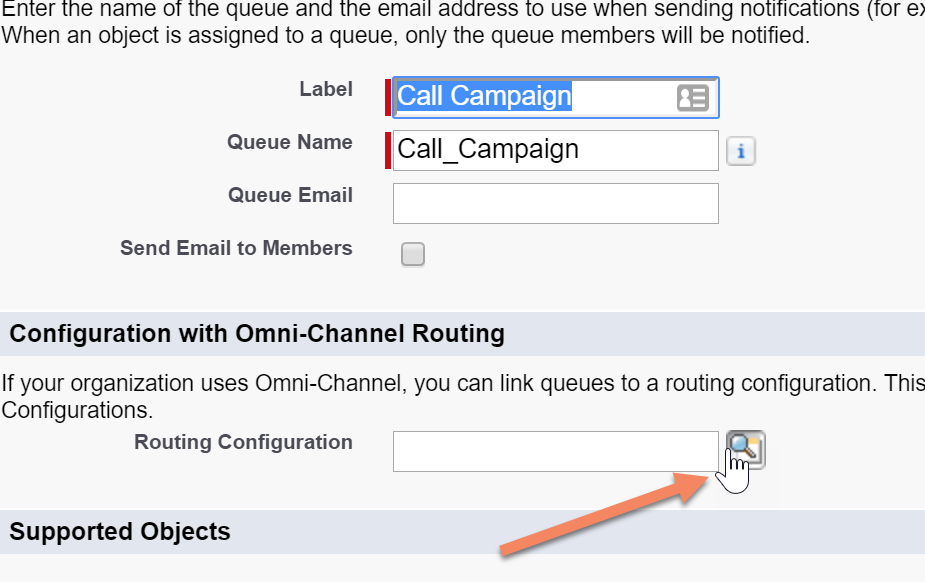 Enter the name of the queue and the email address to use when sending notifications (for
When an object is assigned to a queue, only the queue members will be notified.
Label
Call Campaign
Queue Name
Call_Campaign
i
Queue Email
Send Email to Members
Configuration with Omni-Channel Routing
If your organization uses Omni-Channel, you can link queues to a routing configuration. This
Configurations.
Routing Configuration
Supported Objects